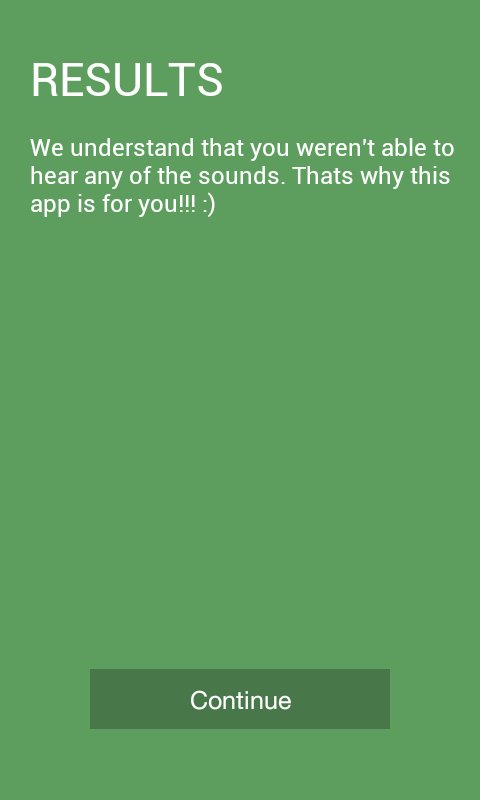 RESULTS
We understand that you weren't able to
hear any of the sounds. Thats why this
app is for you!!! :)
Continue